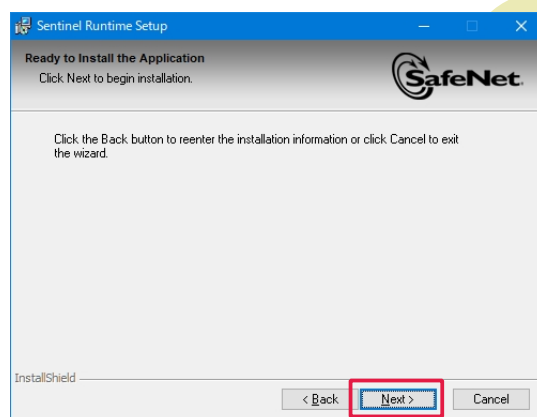 Sentinel Runtime Setup
Ready to Install the Application
Click Next to begin installation.
SafeNet.
Click the Back button to reenter the installation information or click Cancel to exit
the wizard.
InstallShield
< Back
Next >
Cancel